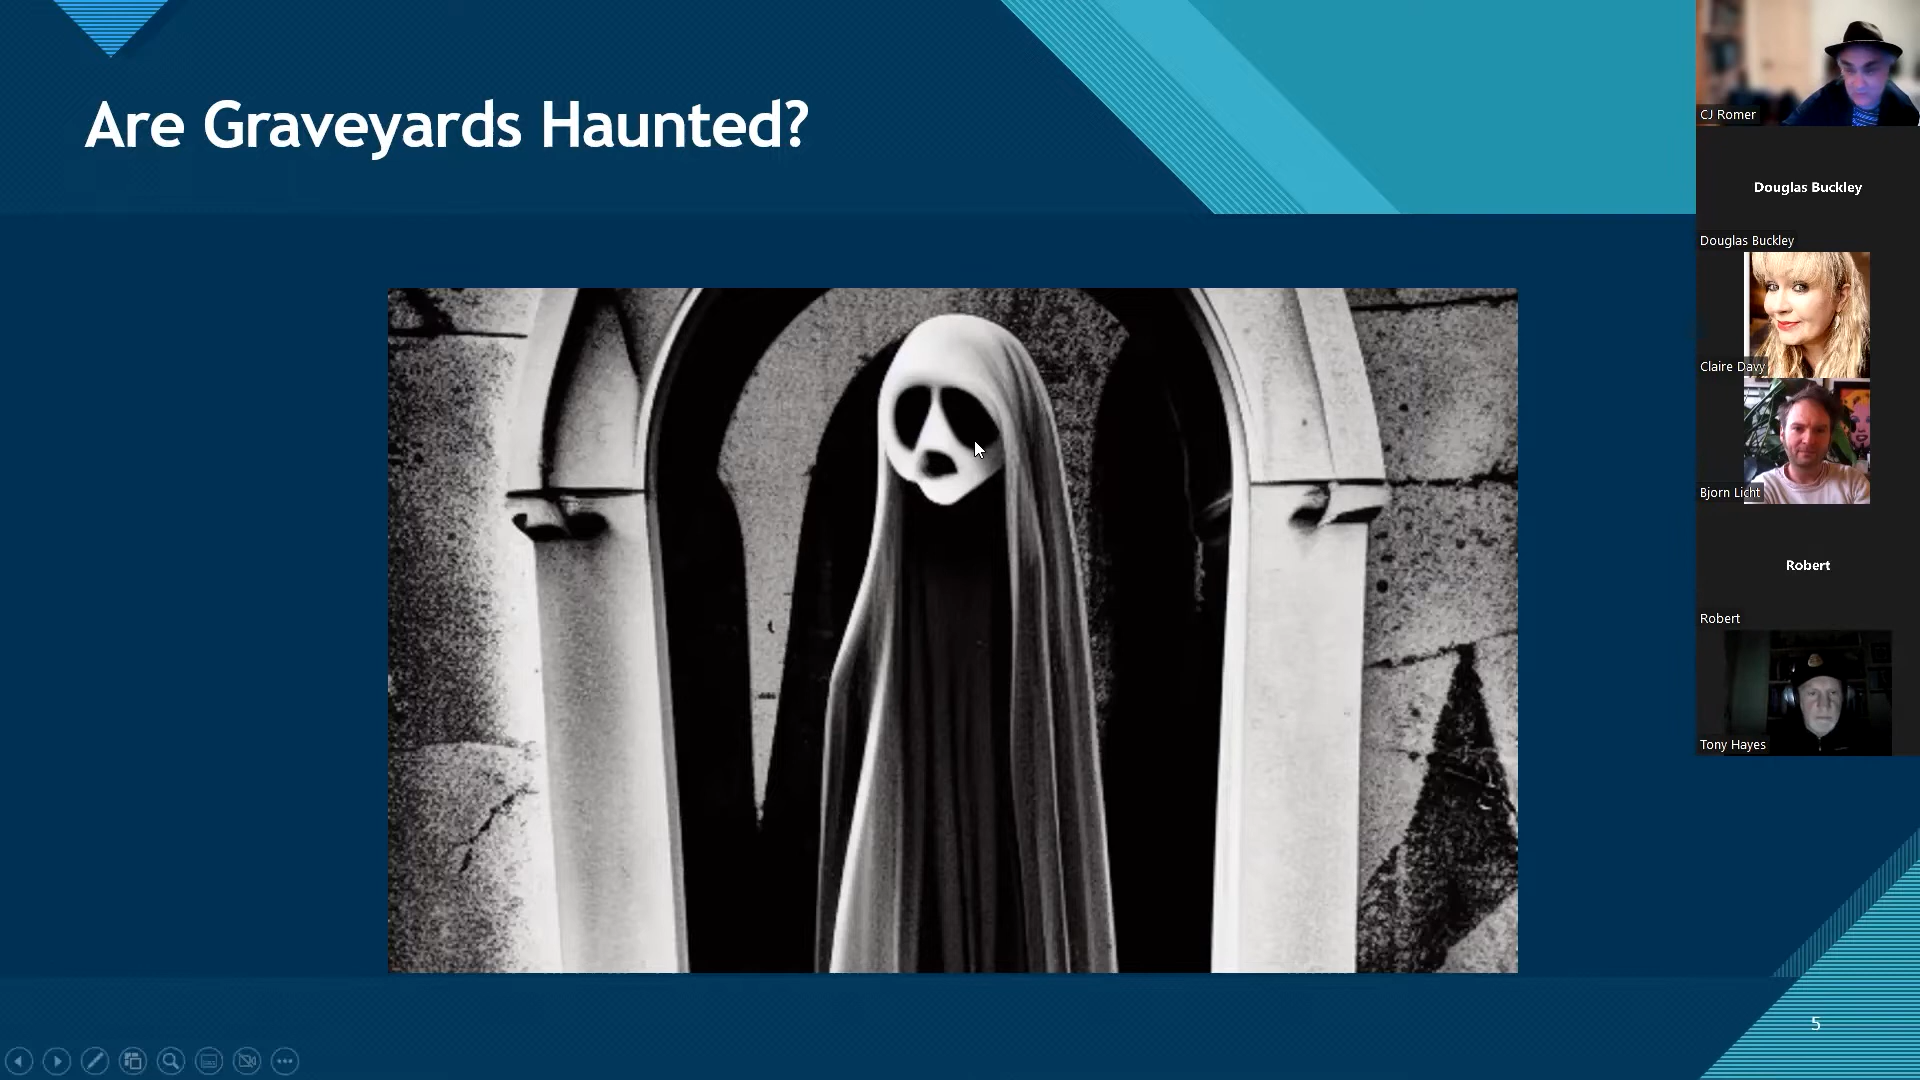 Are Graveyards Haunted?
CJ Romer
Douglas Buckley
Douglas Buckley
Claire Davy
Bjorn Licht
Robert
Robert
Tony Hayes
5